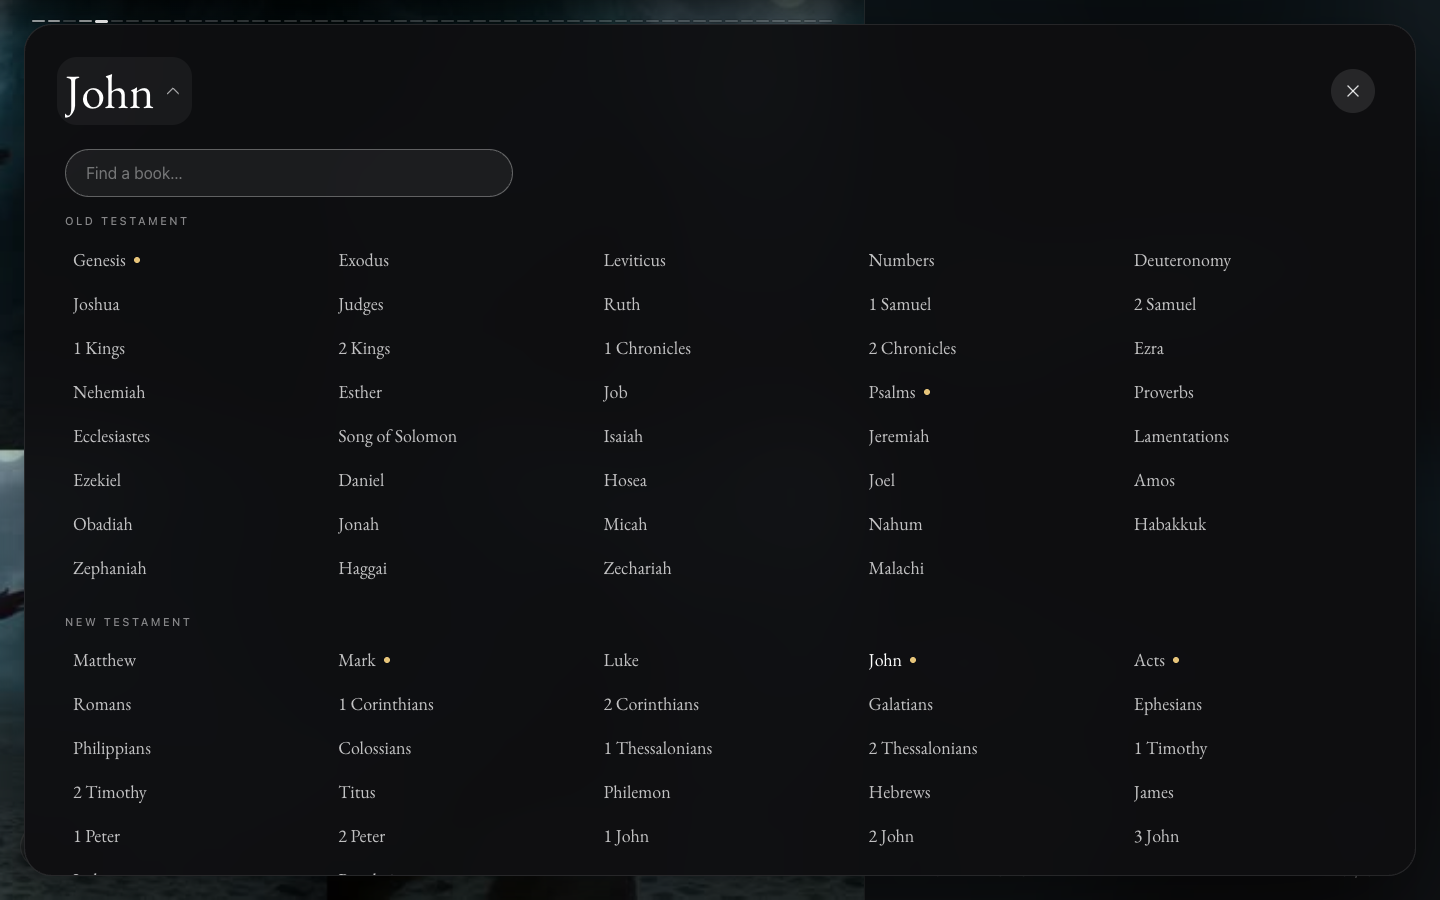 John
Find a book...
OLD TESTAMENT
Genesis Exodus Leviticus Numbers Deuteronomy
Joshua Judges Ruth 1 Samuel 2 Samuel
1 Kings 2 Kings 1 Chronicles 2 Chronicles Ezra
Nehemiah Esther Job Psalms Proverbs
Ecclesiastes Song of Solomon Isaiah Jeremiah Lamentations
Ezekiel Daniel Hosea Joel Amos
Obadiah Jonah Micah Nahum Habakkuk
Zephaniah Haggai Zechariah Malachi
NEW TESTAMENT
Matthew Mark Luke John Acts
Romans 1 Corinthians 2 Corinthians Galatians Ephesians
Philippians Colossians 1 Thessalonians 2 Thessalonians 1 Timothy
2 Timothy Titus Philemon Hebrews James
1 Peter 2 Peter 1 John 2 John 3 John